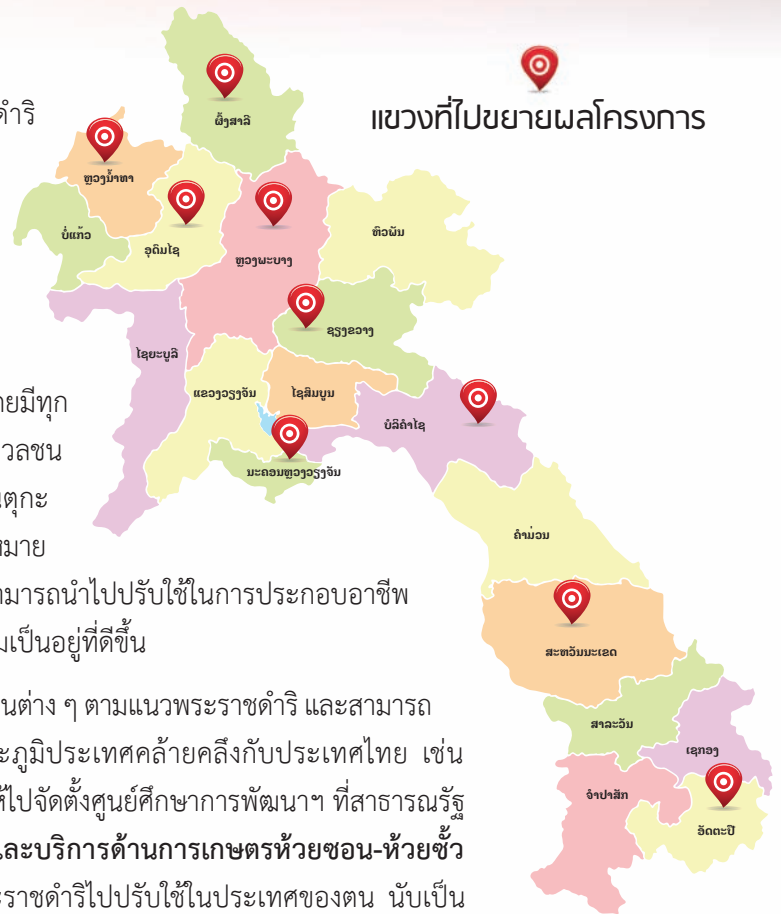 ดำริ
แขวงที่ไปขยายผลโครงการ
ຜົ້ງສາລີ
ຫຼວງນ້ຳທາ
ບໍ່ແກ້ວ
ອຸດົມໄຊ
ຫຼວງພະບາງ
ຫົວພັນ
ໄຊຍະບູລີ
ຊຽງຂວາງ
ແຂວງວຽງຈັນ
ໄຊສົມບູນ
ບໍລິຄຳໄຊ
ນະຄອນຫຼວງວຽງຈັນ
ຄຳມ່ວນ
ສະຫວັນນະເຂດ
ສາລະວັນ
ເຊກອງ
ຈຳປາສັກ
ອັດຕະປື
ยมีทุก
วลชน
ตุกะ
หมาย
ามารถนำไปปรับใช้ในการประกอบอาชีพ
มเป็นอยู่ที่ดีขึ้น
นต่าง ๆ ตามแนวพระราชดำริ และสามารถ
ะภูมิประเทศคล้ายคลึงกับประเทศไทย เช่น
ห้ไปจัดตั้งศูนย์ศึกษาการพัฒนาฯ ที่สาธารณรัฐ
ละบริการด้านการเกษตรห้วยซอน-ห้วยซั้ว
ะราชดำริไปปรับใช้ในประเทศของตน นับเป็น